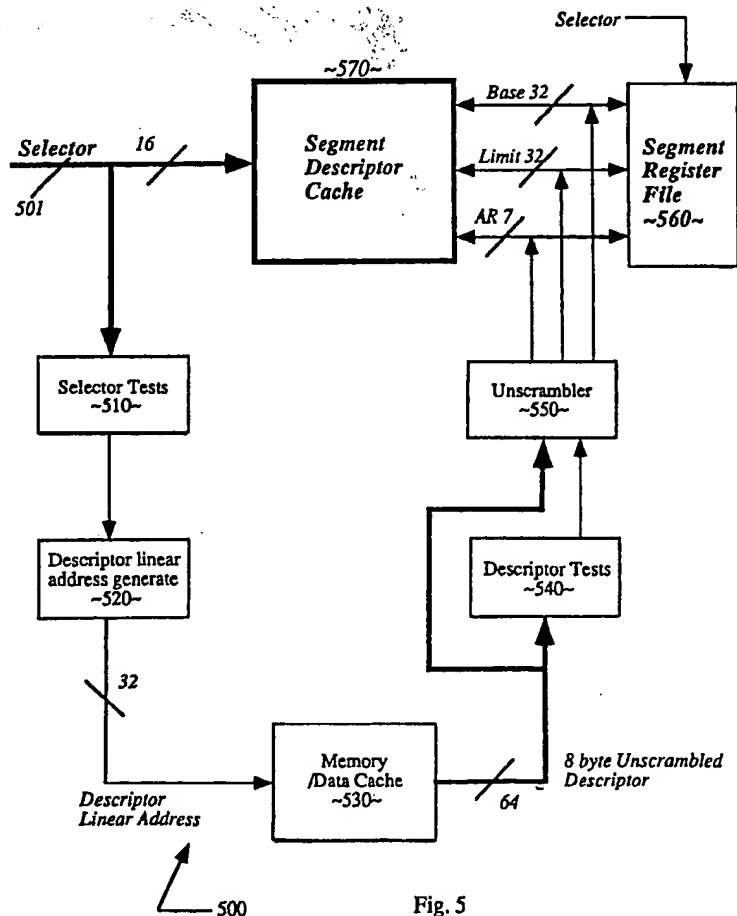 Selector
~570~
Base 32
Segment
Descriptor
Cache
Selector
16
501
Limit 32
Segment
Register
File
~560~
AR 7
Selector Tests
~510~
Unscrambler
~550~
Descriptor linear
address generate
~520~
Descriptor Tests
~540~
32
Memory
/Data Cache
~530~
64
8 byte Unscrambled
Descriptor
Descriptor
Linear Address
500
Fig. 5